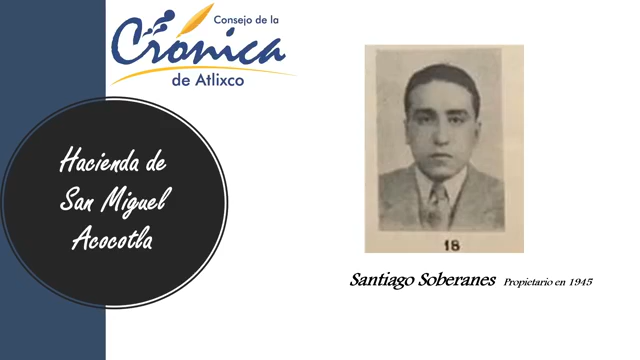 Consejo de la
Crónica
de Atlixco
Hacienda de
San Miguel
Acocotla
18
Santiago Soberanes Propietario en 1945